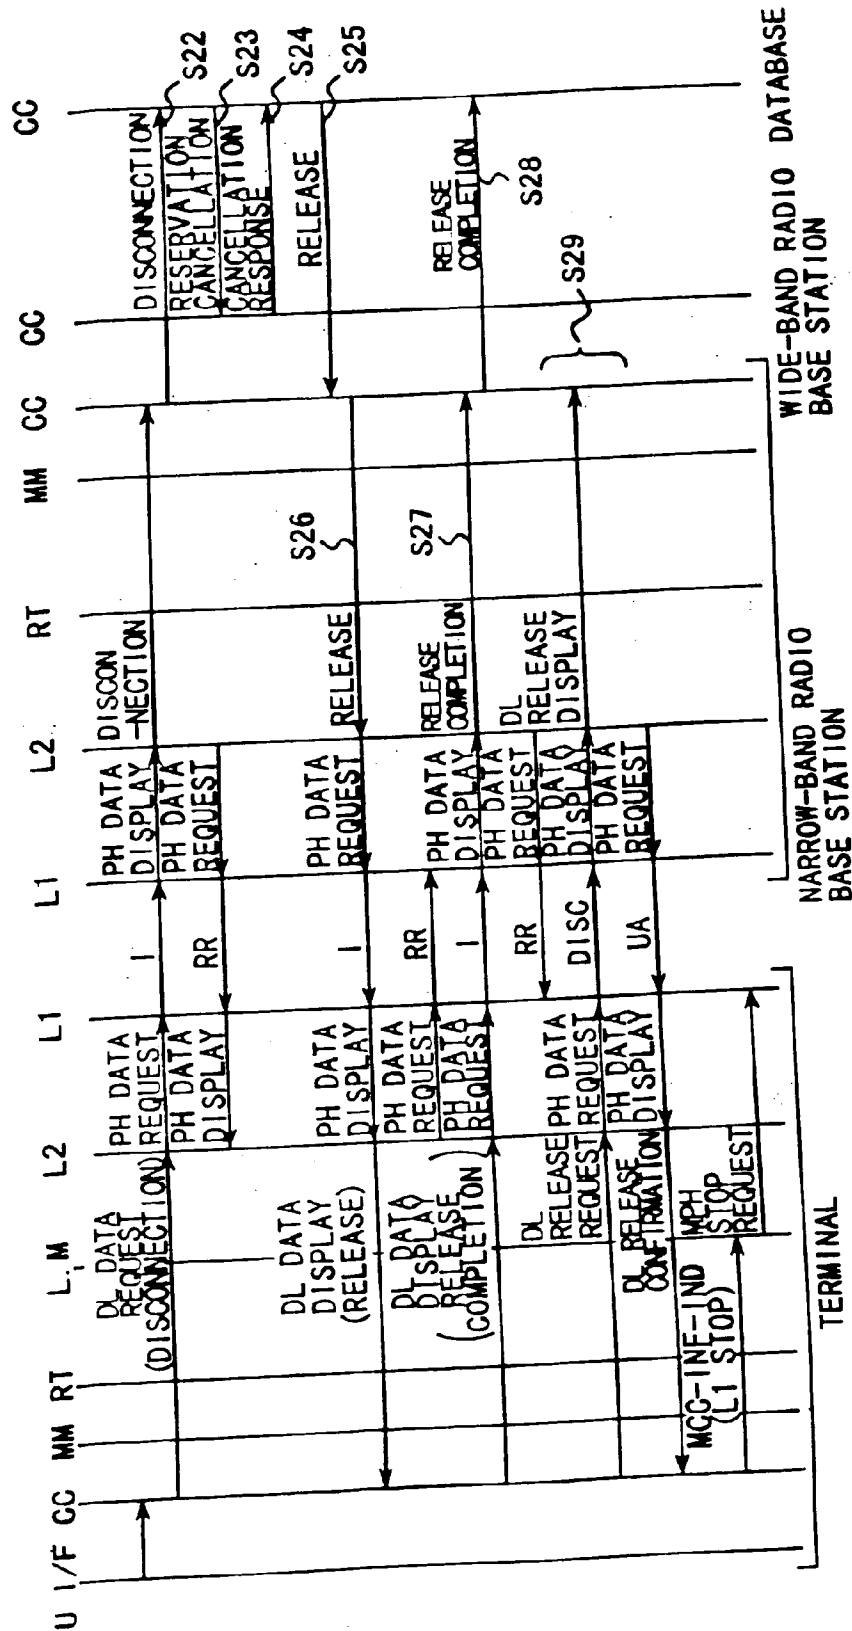 U I/F CC MM RT L, M L2 L1 L1 L2 RT MM CC CC CC
DL DATA
REQUEST
(DISCONNECTION)
PH DATA
REQUEST
I
PH DATA
DISPLAY
DISCON
-NECTION
DISCONNECTION
S22
PH DATA
DISPLAY
RR
PH DATA
REQUEST
RESERVATION
CANCELLATION
S23
CANCELLATION
RESPONSE
S24
RELEASE
S25
DL DATA
DISPLAY
(RELEASE)
PH DATA
DISPLAY
I
PH DATA
REQUEST
RELEASE
S26
DL DATA
DISPLAY
(RELEASE
COMPLETION)
PH DATA
REQUEST
RR
PH DATA
REQUEST
I
PH DATA
DISPLAY
RELEASE
COMPLETION
S27
RELEASE
COMPLETION
S28
RR
PH DATA
REQUEST
DL
RELEASE
REQUEST
PH DATA
REQUEST
DISC
PH DATA
DISPLAY
DL
RELEASE
DISPLAY
S29
DL RELEASE
CONFIRMATION
PH DATA
DISPLAY
UA
PH DATA
REQUEST
MCC-INF-IND
(L1 STOP)
MPH
STOP
REQUEST
TERMINAL
NARROW-BAND RADIO
BASE STATION
WIDE-BAND RADIO
BASE STATION
DATABASE